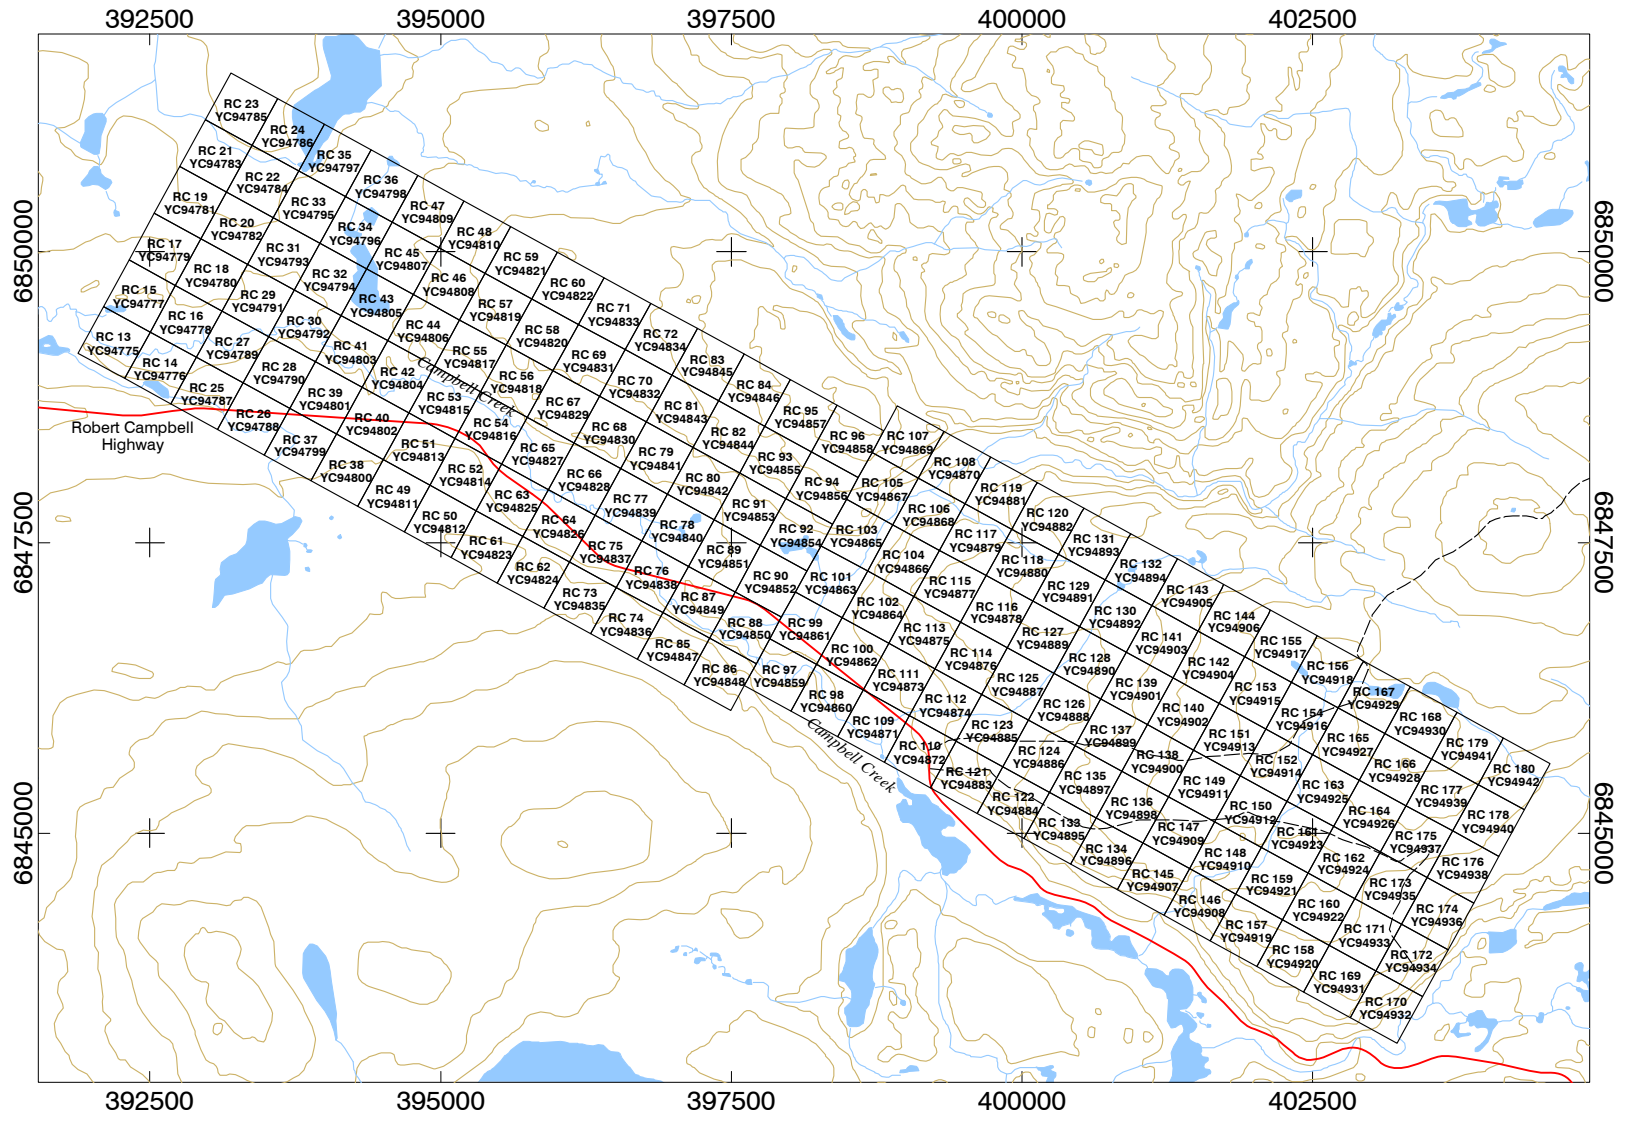 392500
395000
397500
400000
402500
6850000
6847500
6845000
6850000
6847500
6845000
RC 23
YC94785
RC 24
YC94786
RC 21
YC94783
RC 22
YC94784
RC 19
YC94781
RC 20
YC94782
RC 17
YC94779
RC 18
YC94780
RC 15
YC94777
RC 16
YC94778
RC 13
YC94775
RC 14
YC94776
RC 35
YC94797
RC 36
YC94798
RC 33
YC94795
RC 34
YC94796
RC 31
YC94793
RC 32
YC94794
RC 29
YC94791
RC 30
YC94792
RC 27
YC94789
RC 28
YC94790
RC 25
YC94787
RC 26
YC94788
RC 47
YC94809
RC 48
YC94810
RC 45
YC94807
RC 46
YC94808
RC 43
YC94805
RC 44
YC94806
RC 41
YC94803
RC 42
YC94804
RC 39
YC94801
RC 40
YC94802
RC 37
YC94799
RC 38
YC94800
RC 59
YC94821
RC 60
YC94822
RC 57
YC94819
RC 58
YC94820
RC 55
YC94817
RC 56
YC94818
RC 53
YC94815
RC 54
YC94816
RC 51
YC94813
RC 52
YC94814
RC 49
YC94811
RC 50
YC94812
RC 71
YC94833
RC 72
YC94834
RC 69
YC94831
RC 70
YC94832
RC 67
YC94829
RC 68
YC94830
RC 65
YC94827
RC 66
YC94828
RC 63
YC94825
RC 64
YC94826
RC 61
YC94823
RC 62
YC94824
RC 83
YC94845
RC 84
YC94846
RC 81
YC94843
RC 82
YC94844
RC 79
YC94841
RC 80
YC94842
RC 77
YC94839
RC 78
YC94840
RC 75
YC94837
RC 76
YC94838
RC 73
YC94835
RC 74
YC94836
RC 95
YC94857
RC 96
YC94858
RC 93
YC94855
RC 94
YC94856
RC 91
YC94853
RC 92
YC94854
RC 89
YC94851
RC 90
YC94852
RC 87
YC94849
RC 88
YC94850
RC 85
YC94847
RC 86
YC94848
RC 107
YC94869
RC 108
YC94870
RC 105
YC94867
RC 106
YC94868
RC 103
YC94865
RC 104
YC94866
RC 101
YC94863
RC 102
YC94864
RC 99
YC94861
RC 100
YC94862
RC 97
YC94859
RC 98
YC94860
RC 119
YC94881
RC 120
YC94882
RC 117
YC94879
RC 118
YC94880
RC 115
YC94877
RC 116
YC94878
RC 113
YC94875
RC 114
YC94876
RC 111
YC94873
RC 112
YC94874
RC 109
YC94871
RC 110
YC94872
RC 131
YC94893
RC 132
YC94894
RC 129
YC94891
RC 130
YC94892
RC 127
YC94889
RC 128
YC94890
RC 125
YC94887
RC 126
YC94888
RC 123
YC94885
RC 124
YC94886
RC 121
YC94883
RC 122
YC94884
RC 143
YC94905
RC 144
YC94906
RC 141
YC94903
RC 142
YC94904
RC 139
YC94901
RC 140
YC94902
RC 137
YC94899
RC 138
YC94900
RC 135
YC94897
RC 136
YC94898
RC 133
YC94895
RC 134
YC94896
RC 155
YC94917
RC 156
YC94918
RC 153
YC94915
RC 154
YC94916
RC 151
YC94913
RC 152
YC94914
RC 149
YC94911
RC 150
YC94912
RC 147
YC94909
RC 148
YC94910
RC 145
YC94907
RC 146
YC94908
RC 167
YC94929
RC 168
YC94930
RC 165
YC94927
RC 166
YC94928
RC 163
YC94925
RC 164
YC94926
RC 161
YC94923
RC 162
YC94924
RC 159
YC94921
RC 160
YC94922
RC 157
YC94919
RC 158
YC94920
RC 179
YC94941
RC 180
YC94942
RC 177
YC94939
RC 178
YC94940
RC 175
YC94937
RC 176
YC94938
RC 173
YC94935
RC 174
YC94936
RC 171
YC94933
RC 172
YC94934
RC 169
YC94931
RC 170
YC94932
Robert Campbell
Highway
Campbell Creek
Campbell Creek
392500
395000
397500
400000
402500